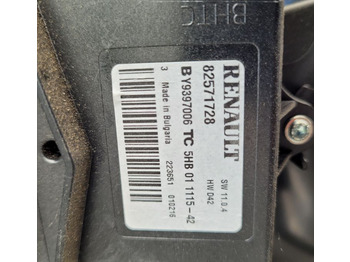 BHTC
RENAULT
82571728
SW 11.0.4
HW 042
BY9397006 TC 5HB 01 1115-42
3 Made in Bulgaria 223651 010216